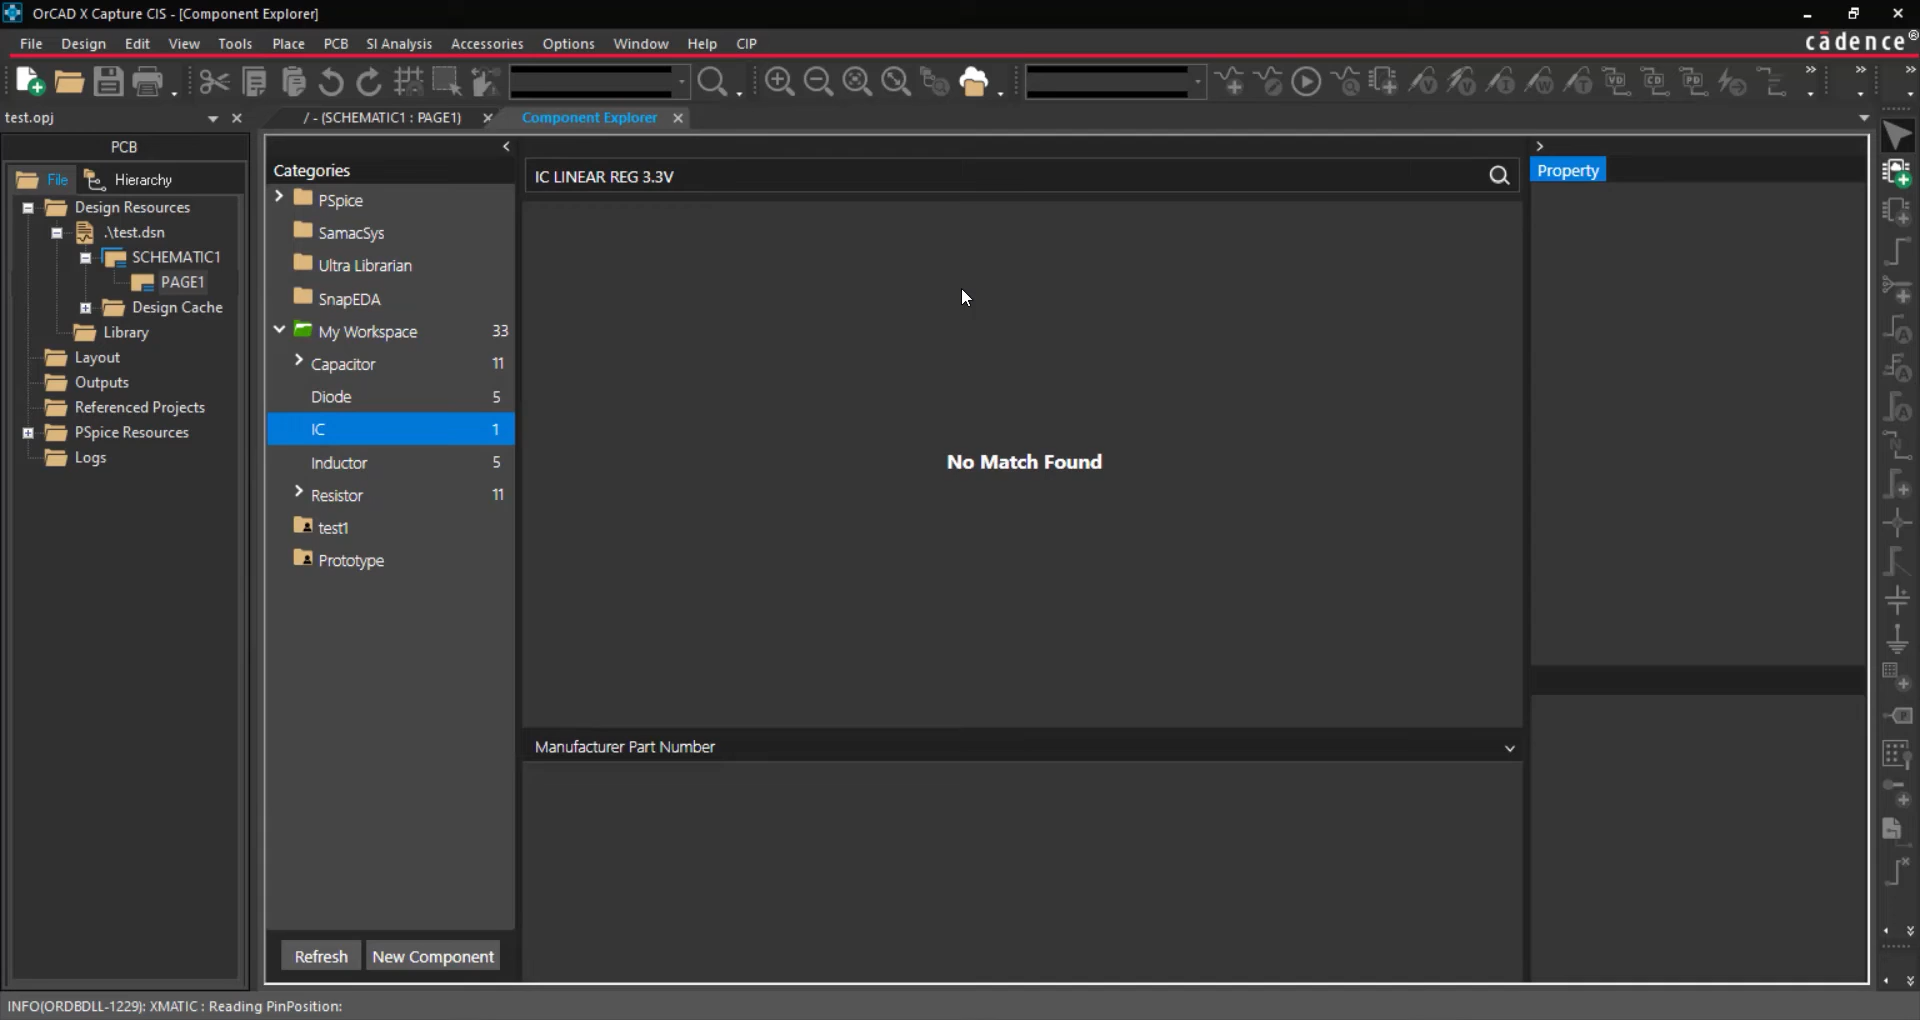 OrCAD X Capture CIS - [Component Explorer]
File Design Edit View Tools Place PCB SI Analysis Accessories Options Window Help CIP
cādence®
test.opj
/ - (SCHEMATIC1 : PAGE1)
Component Explorer
PCB
File
Hierarchy
Design Resources
.\test.dsn
SCHEMATIC1
PAGE1
Design Cache
Library
Layout
Outputs
Referenced Projects
PSpice Resources
Logs
Categories
PSpice
SamacSys
Ultra Librarian
SnapEDA
My Workspace 33
Capacitor 11
Diode 5
IC 1
Inductor 5
Resistor 11
test1
Prototype
Refresh
New Component
IC LINEAR REG 3.3V
No Match Found
Manufacturer Part Number
Property
INFO(ORDBDLL-1229): XMATIC : Reading PinPosition: